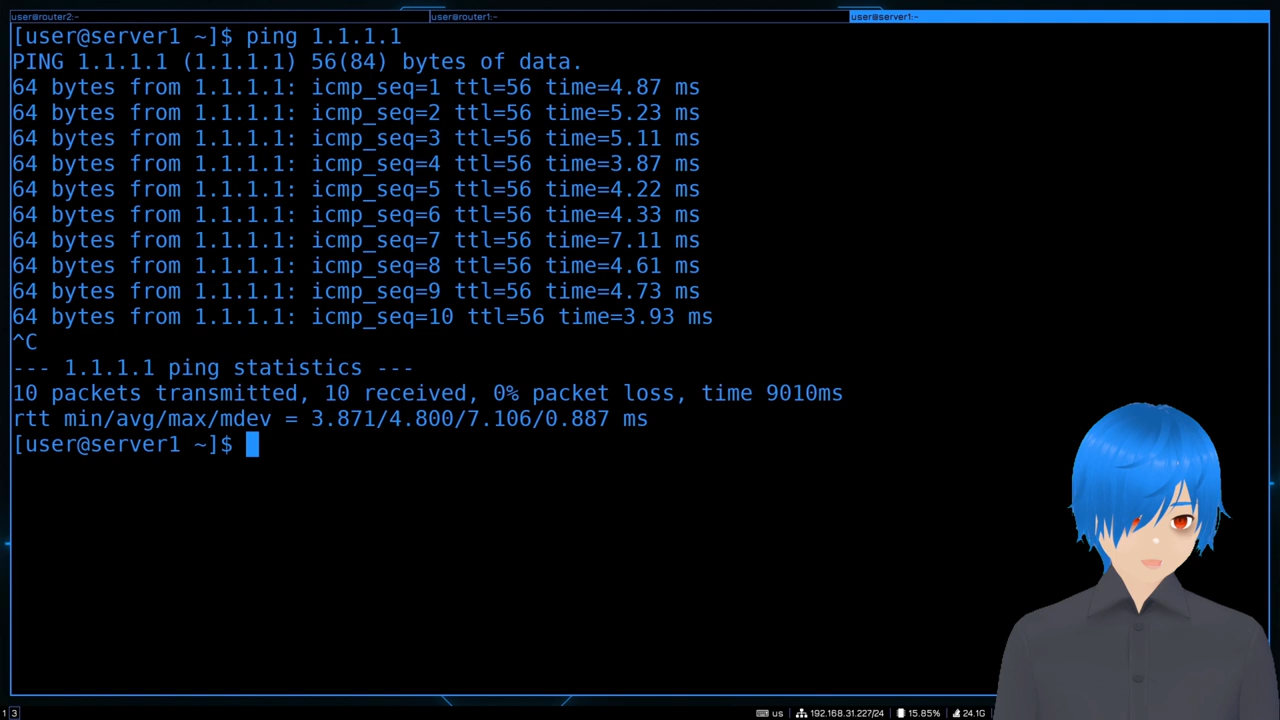 user@router2:~ user@router1:~ user@server1:~
[user@server1 ~]$ ping 1.1.1.1
PING 1.1.1.1 (1.1.1.1) 56(84) bytes of data.
64 bytes from 1.1.1.1: icmp_seq=1 ttl=56 time=4.87 ms
64 bytes from 1.1.1.1: icmp_seq=2 ttl=56 time=5.23 ms
64 bytes from 1.1.1.1: icmp_seq=3 ttl=56 time=5.11 ms
64 bytes from 1.1.1.1: icmp_seq=4 ttl=56 time=3.87 ms
64 bytes from 1.1.1.1: icmp_seq=5 ttl=56 time=4.22 ms
64 bytes from 1.1.1.1: icmp_seq=6 ttl=56 time=4.33 ms
64 bytes from 1.1.1.1: icmp_seq=7 ttl=56 time=7.11 ms
64 bytes from 1.1.1.1: icmp_seq=8 ttl=56 time=4.61 ms
64 bytes from 1.1.1.1: icmp_seq=9 ttl=56 time=4.73 ms
64 bytes from 1.1.1.1: icmp_seq=10 ttl=56 time=3.93 ms
^C
--- 1.1.1.1 ping statistics ---
10 packets transmitted, 10 received, 0% packet loss, time 9010ms
rtt min/avg/max/mdev = 3.871/4.800/7.106/0.887 ms
[user@server1 ~]$
1 3 us 192.168.31.227/24 15.85% 24.1G